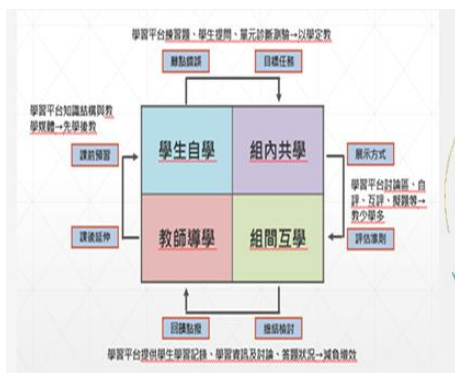 學習平台練習題、學生提問、單元診斷測驗→以學定教
難點錯誤 目標任務
學習平台知識結構與教
學媒體→先學後教
學生自學 組內共學
課前預習
展示方式
學習平台討論區、自
評、互評、擬題等→
教少學多
教師導學 組間互學
課後延伸
評估準則
回饋點撥 總結檢討
學習平台提供學生學習記錄、學習資訊及討論、答題狀況→減負增效